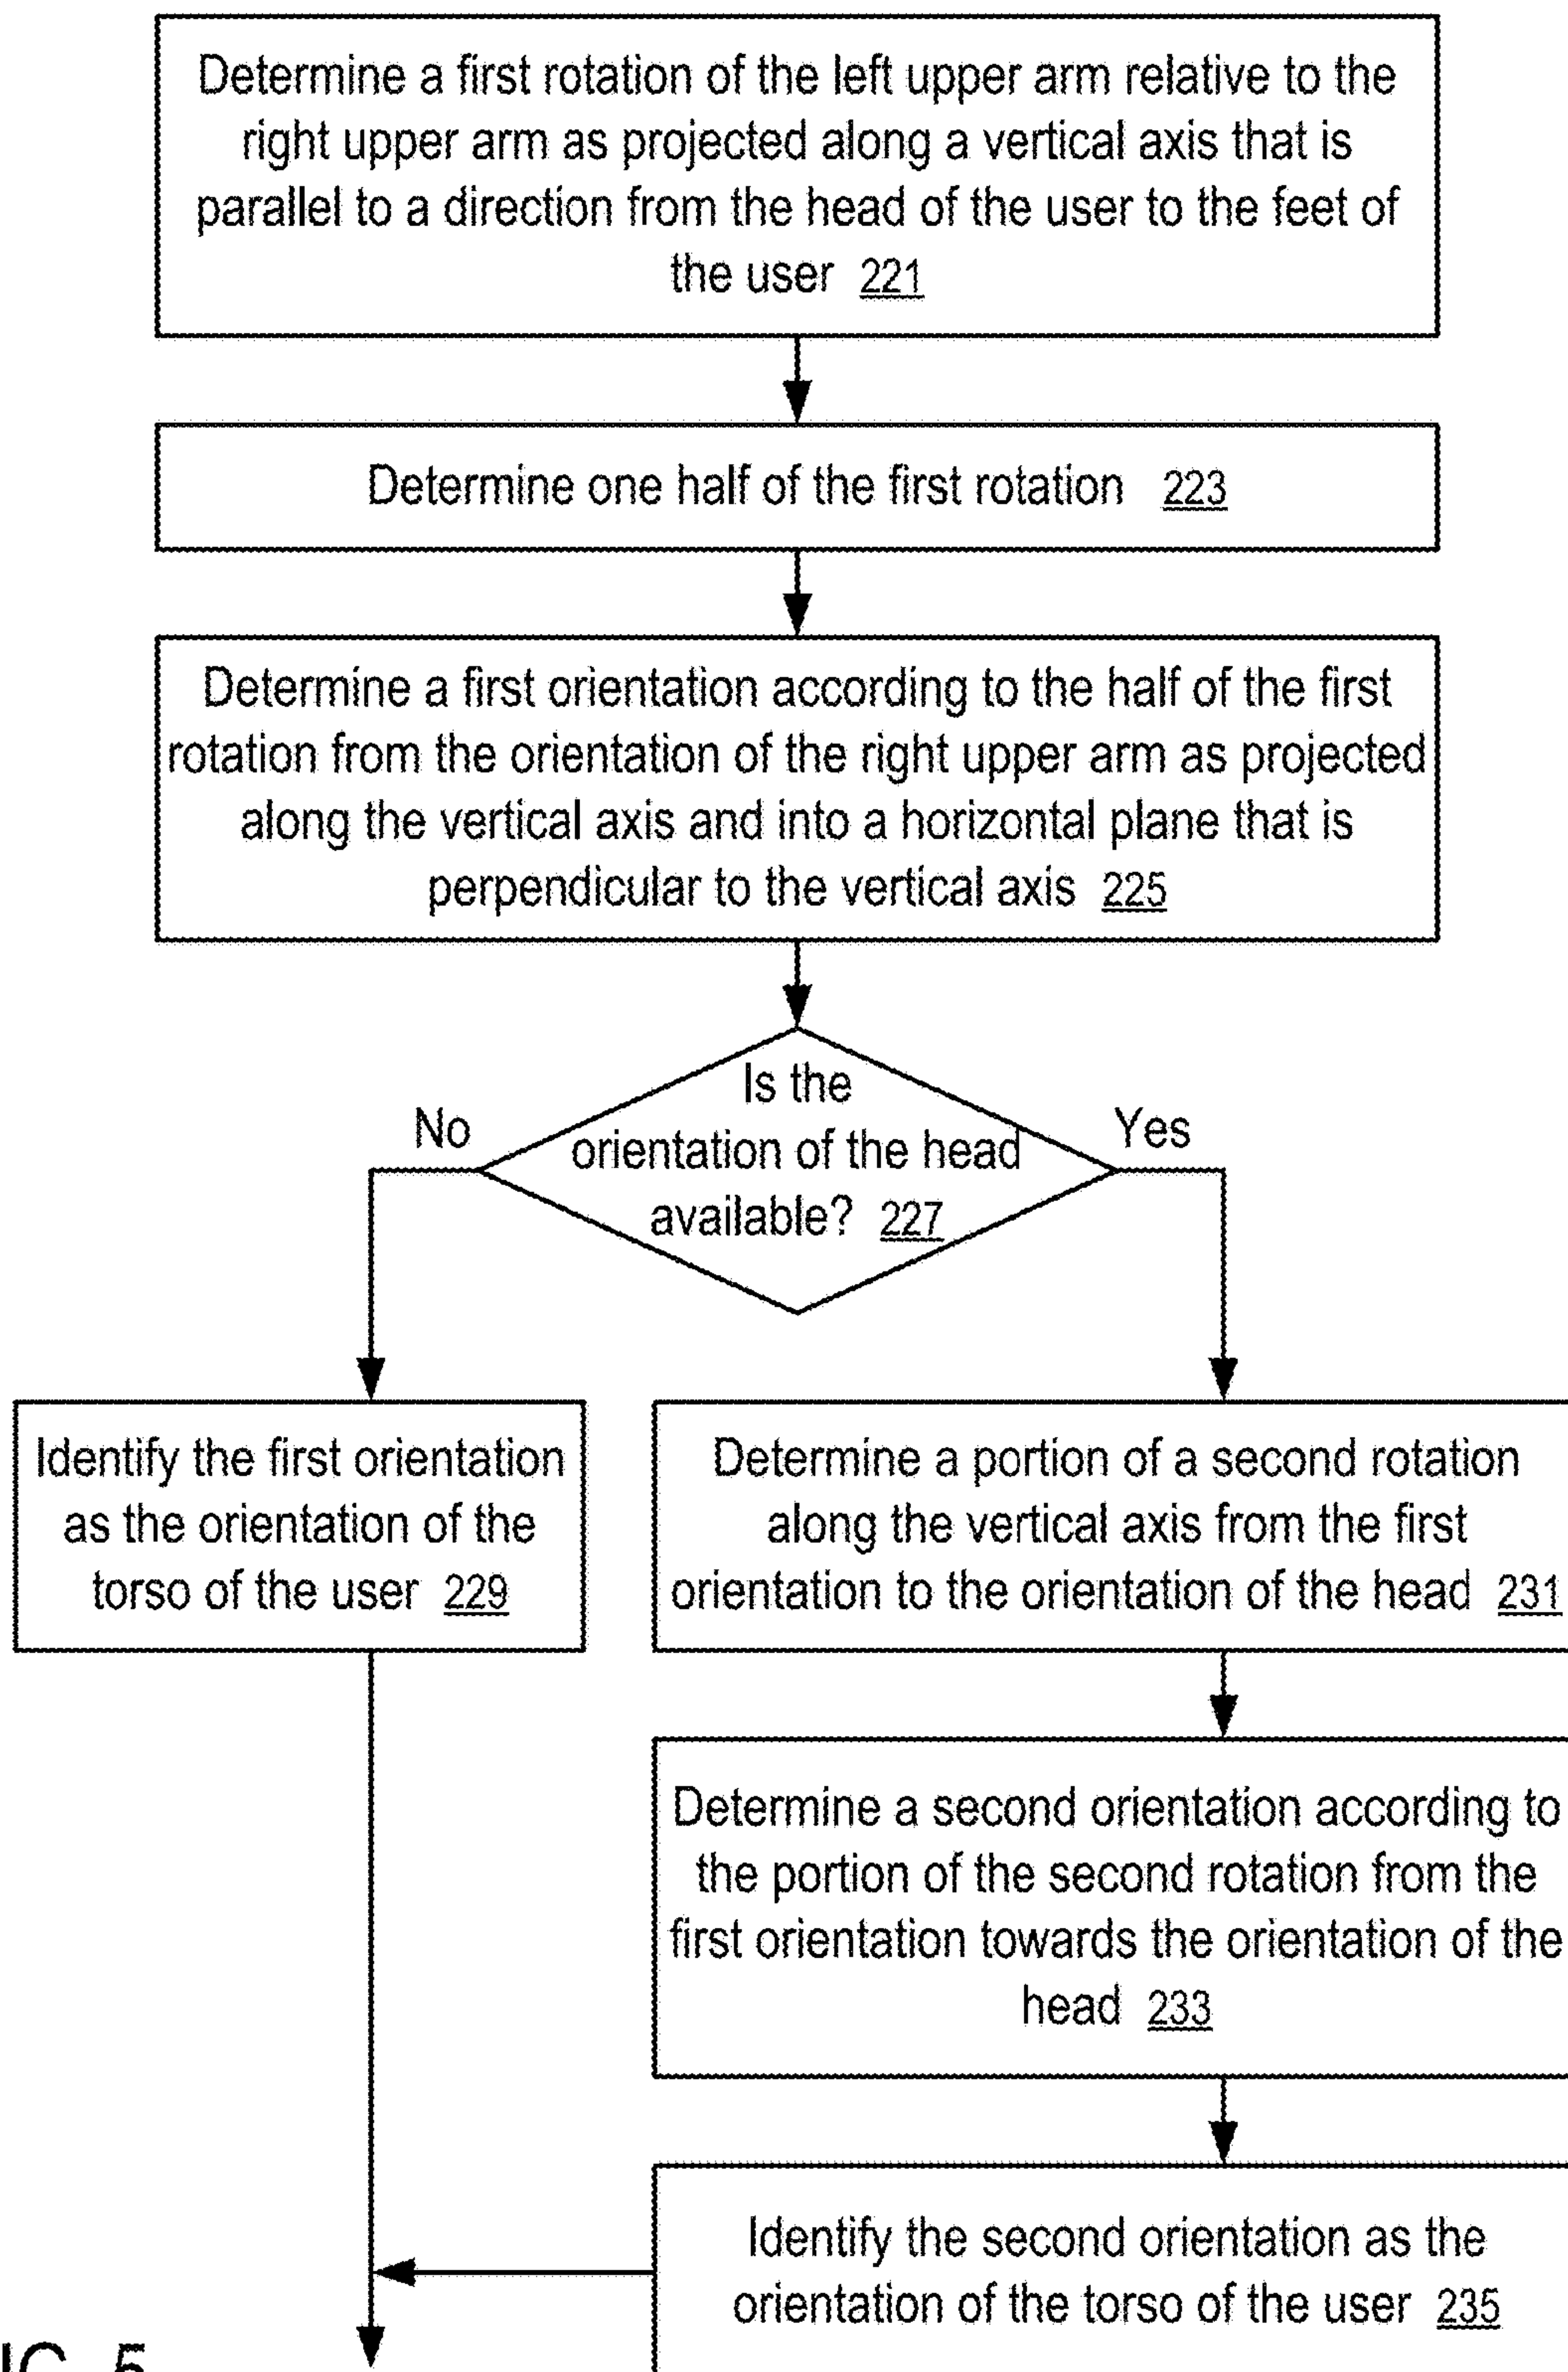 Determine a first rotation of the left upper arm relative to the
right upper arm as projected along a vertical axis that is
parallel to a direction from the head of the user to the feet of
the user 221
Determine one half of the first rotation 223
Determine a first orientation according to the half of the first
rotation from the orientation of the right upper arm as projected
along the vertical axis and into a horizontal plane that is
perpendicular to the vertical axis 225
Is the
orientation of the head
available? 227
No
Yes
Identify the first orientation
as the orientation of the
torso of the user 229
Determine a portion of a second rotation
along the vertical axis from the first
orientation to the orientation of the head 231
Determine a second orientation according to
the portion of the second rotation from the
first orientation towards the orientation of the
head 233
Identify the second orientation as the
orientation of the torso of the user 235